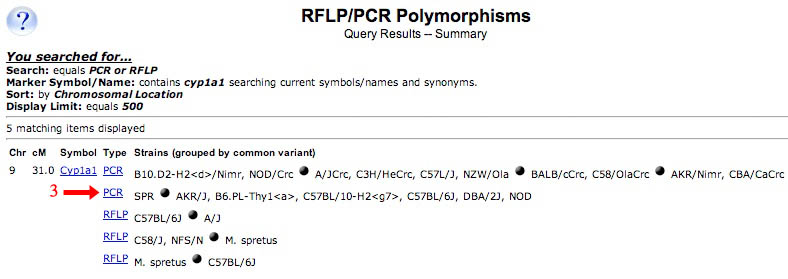 ?
RFLP/PCR Polymorphisms
Query Results -- Summary
You searched for...
Search: equals PCR or RFLP
Marker Symbol/Name: contains cyp1a1 searching current symbols/names and synonyms.
Sort: by Chromosomal Location
Display Limit: equals 500
5 matching items displayed
Chr cM Symbol Type Strains (grouped by common variant)
9 31.0 Cyp1a1 PCR B10.D2-H2<d>/Nimr, NOD/Crc A/JCrc, C3H/HeCrc, C57L/J, NZW/Ola BALB/cCrc, C58/OlaCrc AKR/Nimr, CBA/CaCrc
3 PCR SPR AKR/J, B6.PL-Thy1<a>, C57BL/10-H2<g7>, C57BL/6J, DBA/2J, NOD
RFLP C57BL/6J A/J
RFLP C58/J, NFS/N M. spretus
RFLP M. spretus C57BL/6J